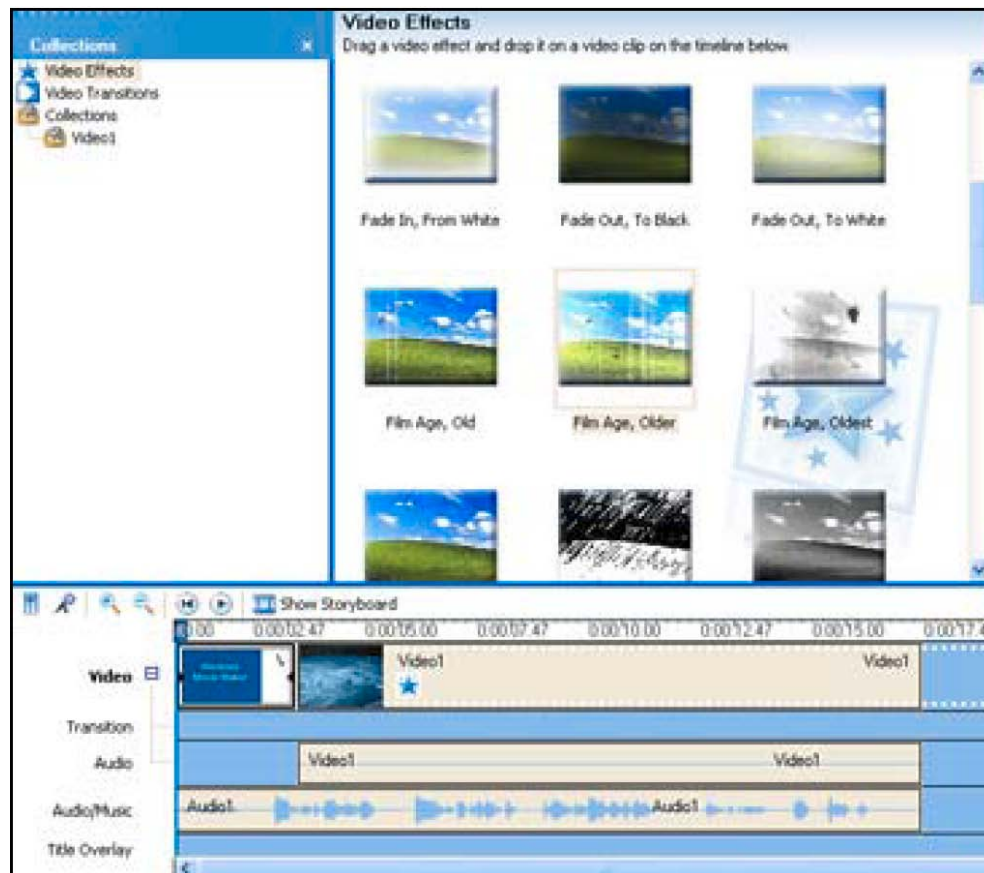 Collections
Video Effects
Video Transitions
Collections
Video1
Video Effects
Drag a video effect and drop it on a video clip on the timeline below.
Fade In, From White
Fade Out, To Black
Fade Out, To White
Film Age, Old
Film Age, Older
Film Age, Oldest
Show Storyboard
0:00:02.47 0:00:05.00 0:00:07.47 0:00:10.00 0:00:12.47 0:00:15.00 0:00:17.4
Video
Video1 Video1
Transition
Audio
Video1 Video1
Audio/Music
Audio1 Audio1
Title Overlay